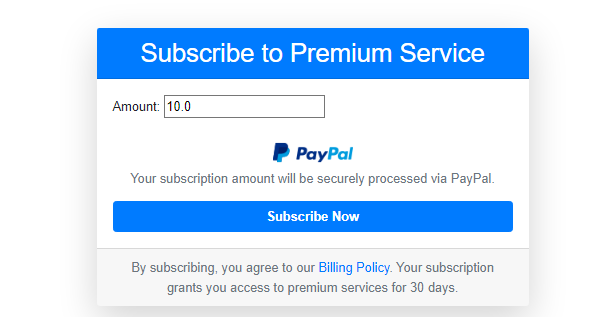 Subscribe to Premium Service
Amount: 10.0
PayPal
Your subscription amount will be securely processed via PayPal.
Subscribe Now
By subscribing, you agree to our Billing Policy. Your subscription
grants you access to premium services for 30 days.